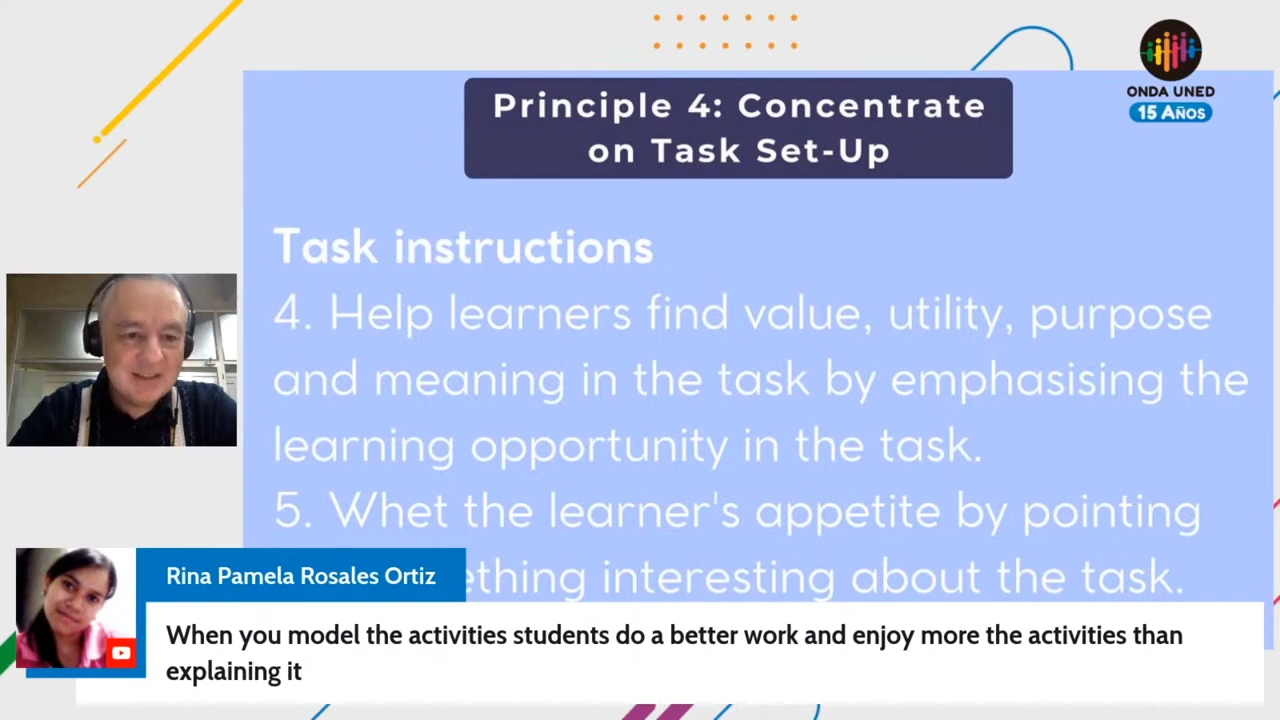 ONDA UNED
15 AÑOS
Principle 4: Concentrate
on Task Set-Up
Task instructions
4. Help learners find value, utility, purpose
and meaning in the task by emphasising the
learning opportunity in the task.
5. Whet the learner's appetite by pointing
ething interesting about the task.
Rina Pamela Rosales Ortiz
When you model the activities students do a better work and enjoy more the activities than
explaining it